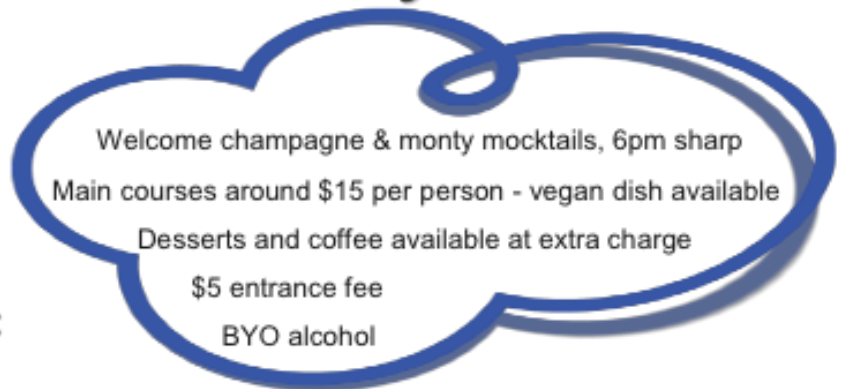 Welcome champagne & monty mocktails, 6pm sharp
Main courses around $15 per person - vegan dish available
Desserts and coffee available at extra charge
$5 entrance fee
BYO alcohol